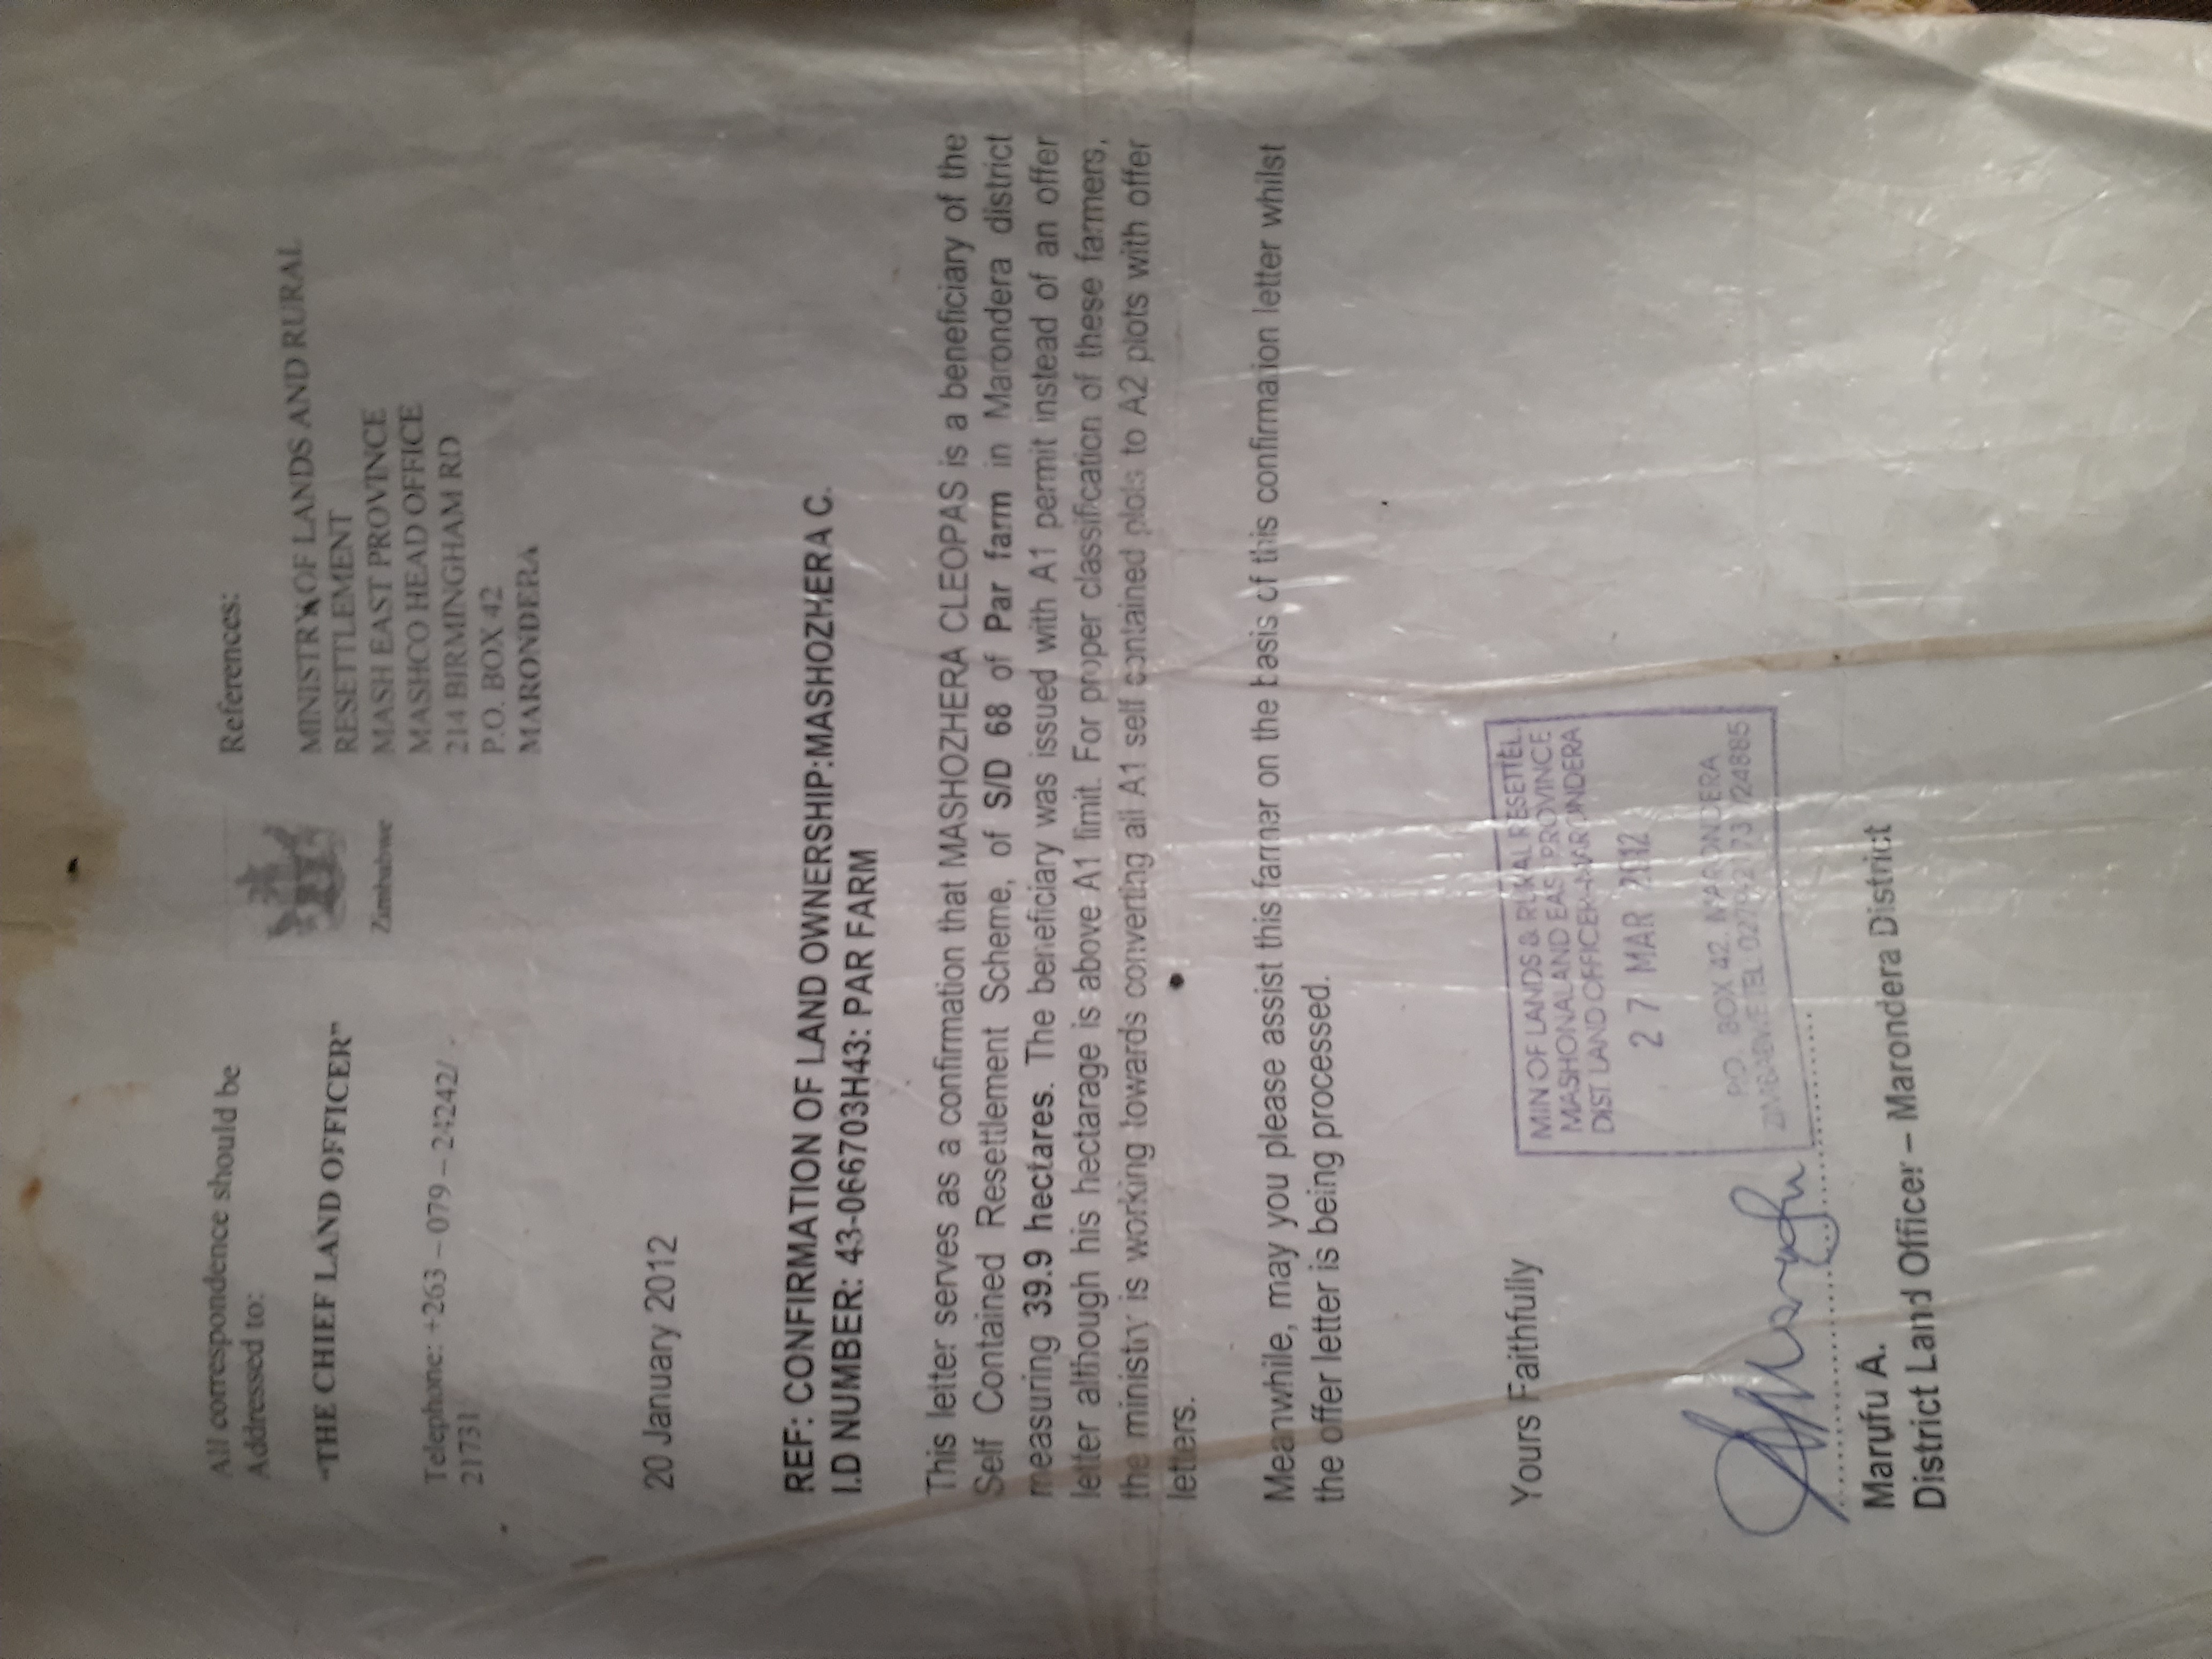 All correspondence should be
Addressed to:
"THE CHIEF LAND OFFICER"
Telephone: +263 – 079 – 24242/
21731
Zimbabwe
References:
MINISTRY OF LANDS AND RURAL
RESETTLEMENT
MASH EAST PROVINCE
MASHCO HEAD OFFICE
214 BIRMINGHAM RD
P.O. BOX 42
MARONDERA
20 January 2012
REF: CONFIRMATION OF LAND OWNERSHIP:MASHOZHERA C.
I.D NUMBER: 43-066703H43: PAR FARM
This letter serves as a confirmation that MASHOZHERA CLEOPAS is a beneficiary of the
Self Contained Resettlement Scheme, of S/D 68 of Par farm in Marondera district
measuring 39.9 hectares. The beneficiary was issued with A1 permit instead of an offer
letter although his hectarage is above A1 limit. For proper classification of these farmers,
the ministry is working towards converting all A1 self contained plots to A2 plots with offer
letters.
Meanwhile, may you please assist this farmer on the basis of this confirmaion letter whilst
the offer letter is being processed.
Yours Faithfully
MIN OF LANDS & RURAL RESETTEL
MASHONALAND EAST PROVINCE
DIST LAND OFFICER-MARONDERA
27 MAR 2012
P.O. BOX 42, MARONDERA
ZIMBABWE TEL
Marufu A.
District Land Officer – Marondera District